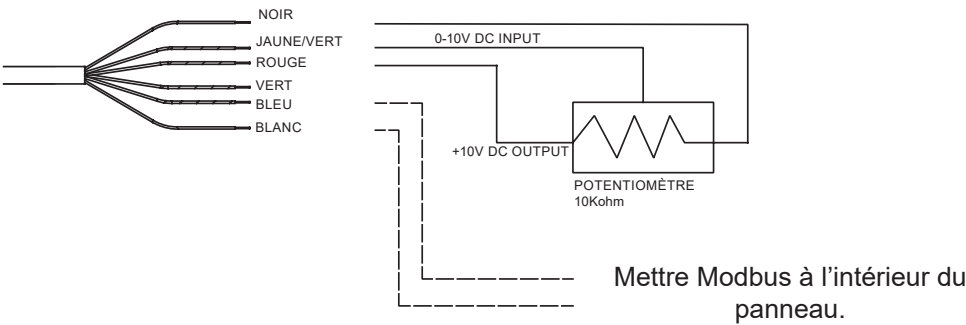 NOIR
JAUNE/VERT
0-10V DC INPUT
ROUGE
VERT
BLEU
BLANC
+10V DC OUTPUT
POTENTIOMÈTRE
10Kohm
Mettre Modbus à l’intérieur du
panneau.